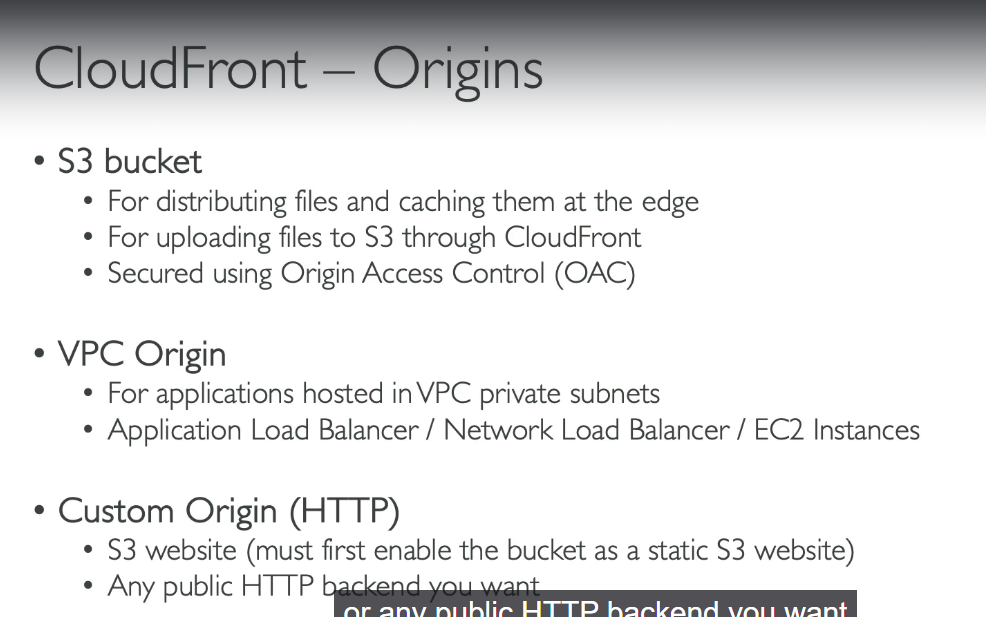 CloudFront – Origins
• S3 bucket
• For distributing files and caching them at the edge
• For uploading files to S3 through CloudFront
• Secured using Origin Access Control (OAC)
• VPC Origin
• For applications hosted in VPC private subnets
• Application Load Balancer / Network Load Balancer / EC2 Instances
• Custom Origin (HTTP)
• S3 website (must first enable the bucket as a static S3 website)
• Any public HTTP backend you want
or any public HTTP backend you want